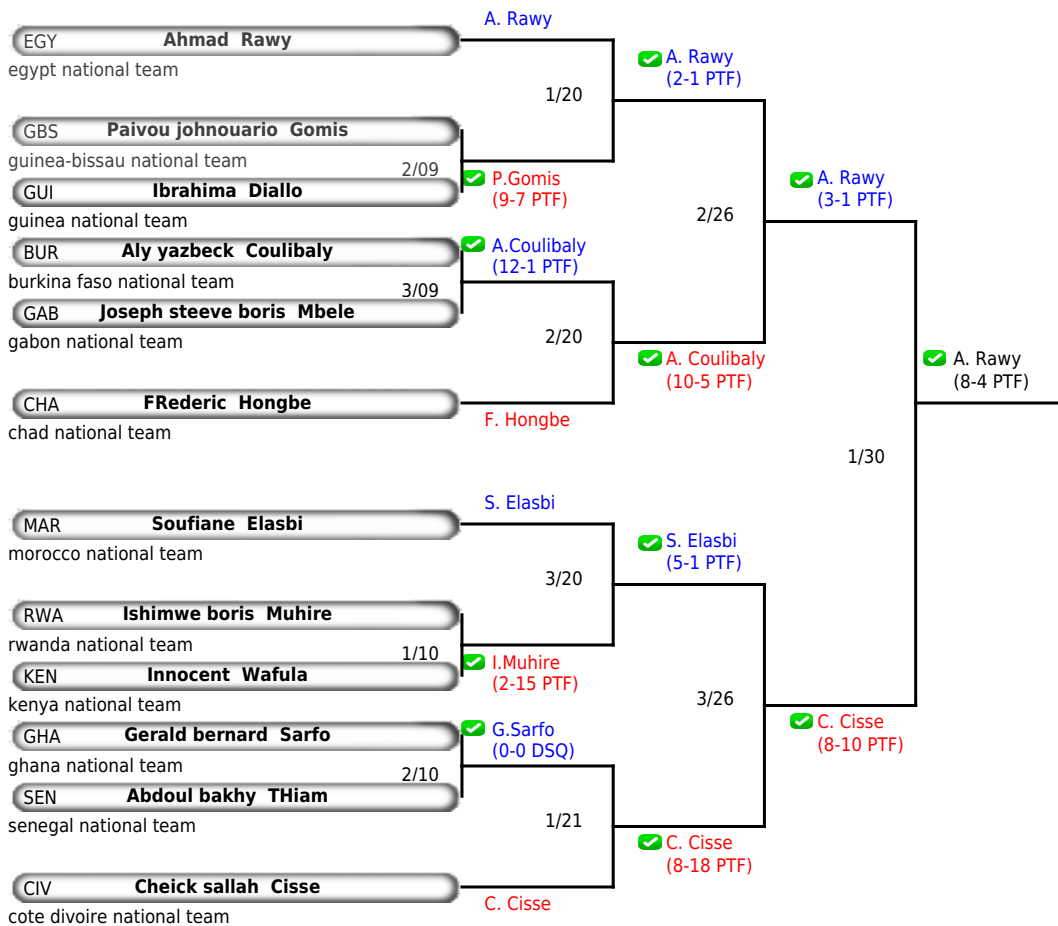 A. Rawy
EGY Ahmad Rawy
egypt national team
A. Rawy
(2-1 PTF)
1/20
GBS Paivou johnouario Gomis
guinea-bissau national team
2/09
P.Gomis
(9-7 PTF)
GUI Ibrahima Diallo
guinea national team
A. Rawy
(3-1 PTF)
2/26
BUR Aly yazbeck Coulibaly
burkina faso national team
A.Coulibaly
(12-1 PTF)
3/09
GAB Joseph steeve boris Mbele
gabon national team
2/20
A. Coulibaly
(10-5 PTF)
A. Rawy
(8-4 PTF)
CHA FRederic Hongbe
chad national team
F. Hongbe
1/30
S. Elasbi
MAR Soufiane Elasbi
morocco national team
S. Elasbi
(5-1 PTF)
3/20
RWA Ishimwe boris Muhire
rwanda national team
1/10
I.Muhire
(2-15 PTF)
KEN Innocent Wafula
kenya national team
3/26
C. Cisse
(8-10 PTF)
GHA Gerald bernard Sarfo
ghana national team
G.Sarfo
(0-0 DSQ)
2/10
SEN Abdoul bakhy THiam
senegal national team
1/21
C. Cisse
(8-18 PTF)
CIV Cheick sallah Cisse
cote divoire national team
C. Cisse